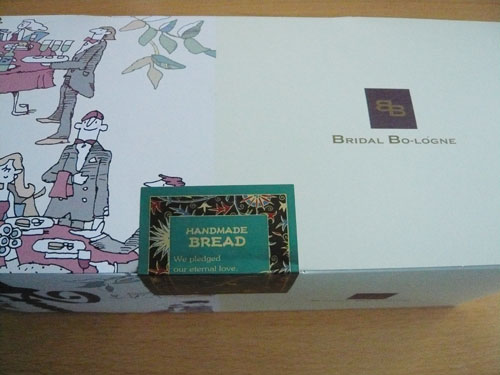 BB
BRIDAL BO-LOGNE
HANDMADE
BREAD
We pledged
our eternal love.